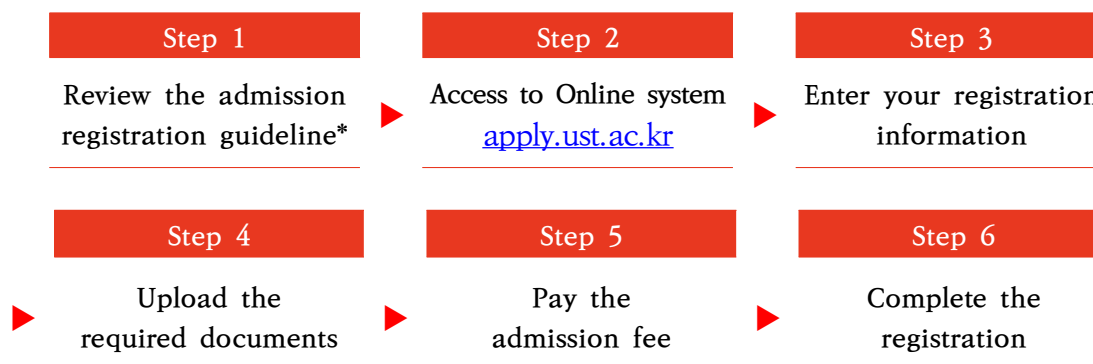 Step 1
Review the admission
registration guideline*
Step 2
Access to Online system
apply.ust.ac.kr
Step 3
Enter your registration
information
Step 4
Upload the
required documents
Step 5
Pay the
admission fee
Step 6
Complete the
registration